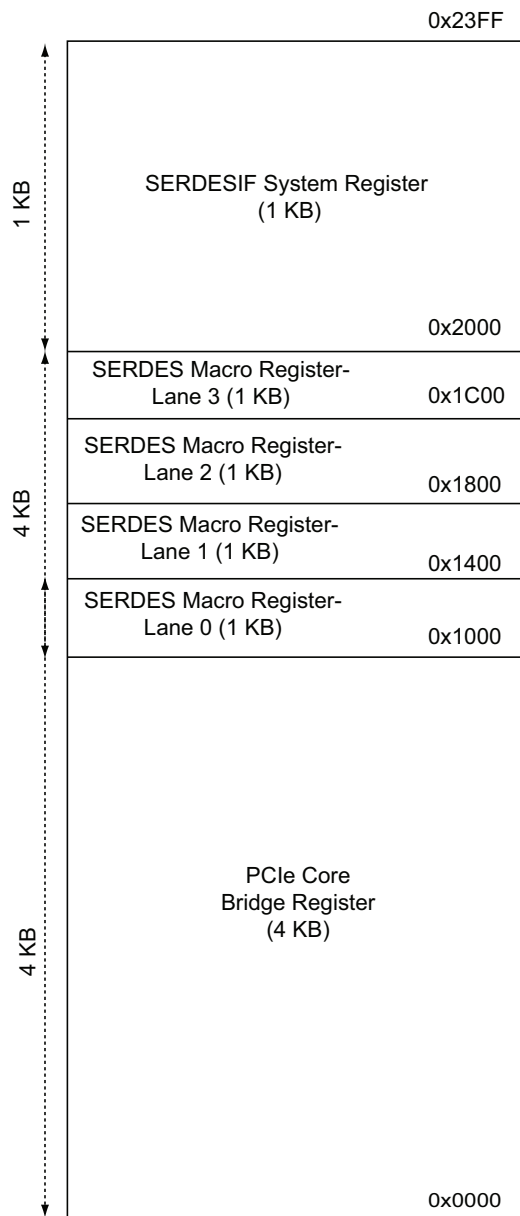 0x23FF
1 KB
SERDESIF System Register
(1 KB)
0x2000
4 KB
SERDES Macro Register-
Lane 3 (1 KB)
0x1C00
SERDES Macro Register-
Lane 2 (1 KB)
0x1800
SERDES Macro Register-
Lane 1 (1 KB)
0x1400
SERDES Macro Register-
Lane 0 (1 KB)
0x1000
4 KB
PCIe Core
Bridge Register
(4 KB)
0x0000